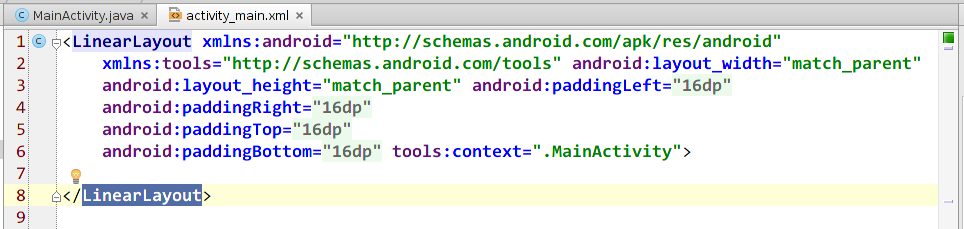 MainActivity.java × activity_main.xml ×
1 <LinearLayout xmlns:android="http://schemas.android.com/apk/res/android"
2 xmlns:tools="http://schemas.android.com/tools" android:layout_width="match_parent"
3 android:layout_height="match_parent" android:paddingLeft="16dp"
4 android:paddingRight="16dp"
5 android:paddingTop="16dp"
6 android:paddingBottom="16dp" tools:context=".MainActivity">
7
8 </LinearLayout>
9